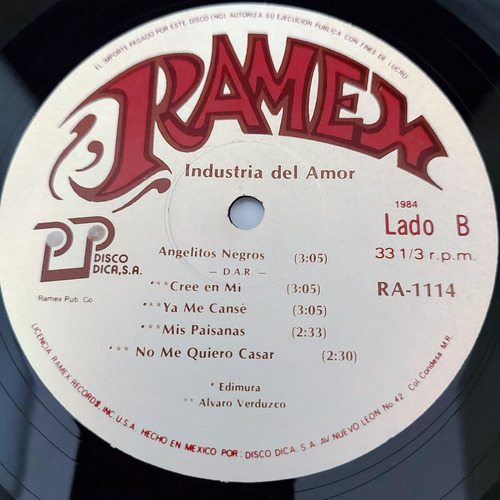 EL IMPORTE PAGADO POR ESTE DISCO (NO) AUTORIZA SU EJECUCION PUBLICA CON FINES DE LUCRO
RAMEX
Industria del Amor
1984
Lado B
33 1/3 r.p.m.
RA-1114
DISCO
DICA, S.A.
Ramex Pub. Co
Angelitos Negros (3:05)
— D.A.R. —
***Cree en Mi (3:05)
***Ya Me Cansé (3:05)
***Mis Paisanas (2:33)
*** No Me Quiero Casar (2:30)
* Edimura
** Alvaro Verduzco
LICENCIA RAMEX RECORDS, INC. U.S.A. HECHO EN MEXICO POR: DISCO DICA, S.A. AV NUEVO LEON No. 42 Col. Condesa M.R.